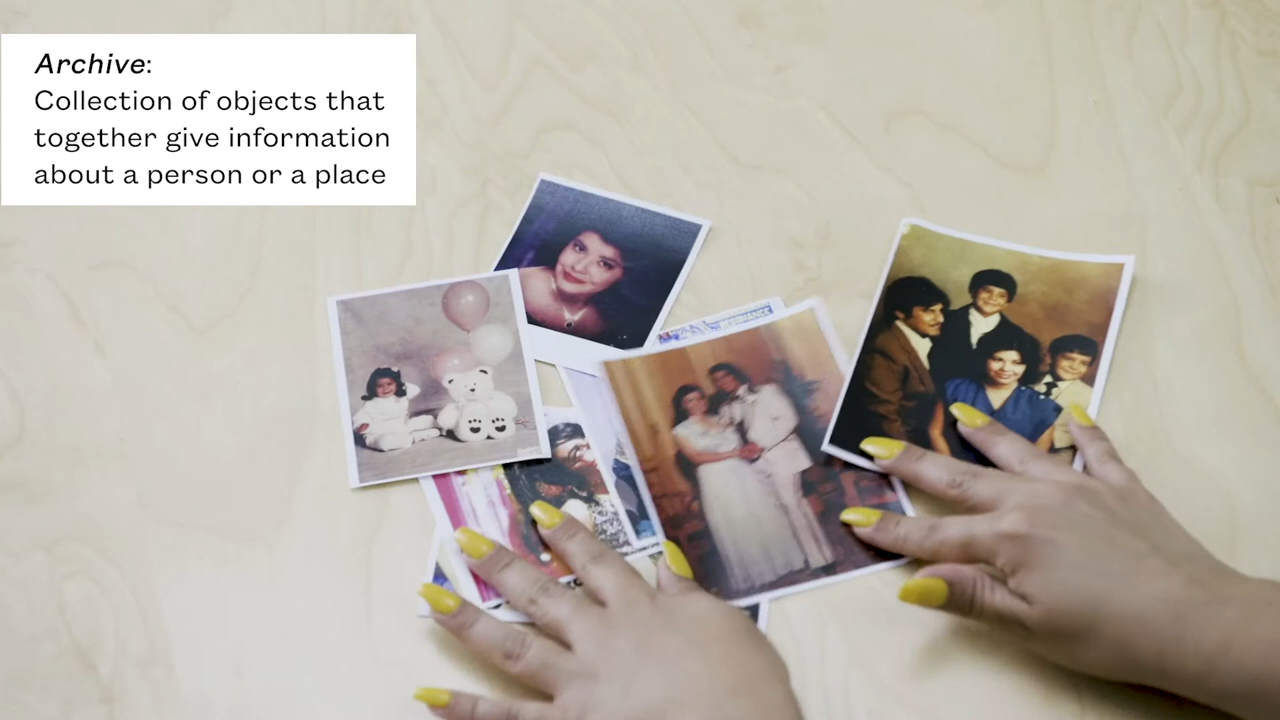 Archive:
Collection of objects that
together give information
about a person or a place